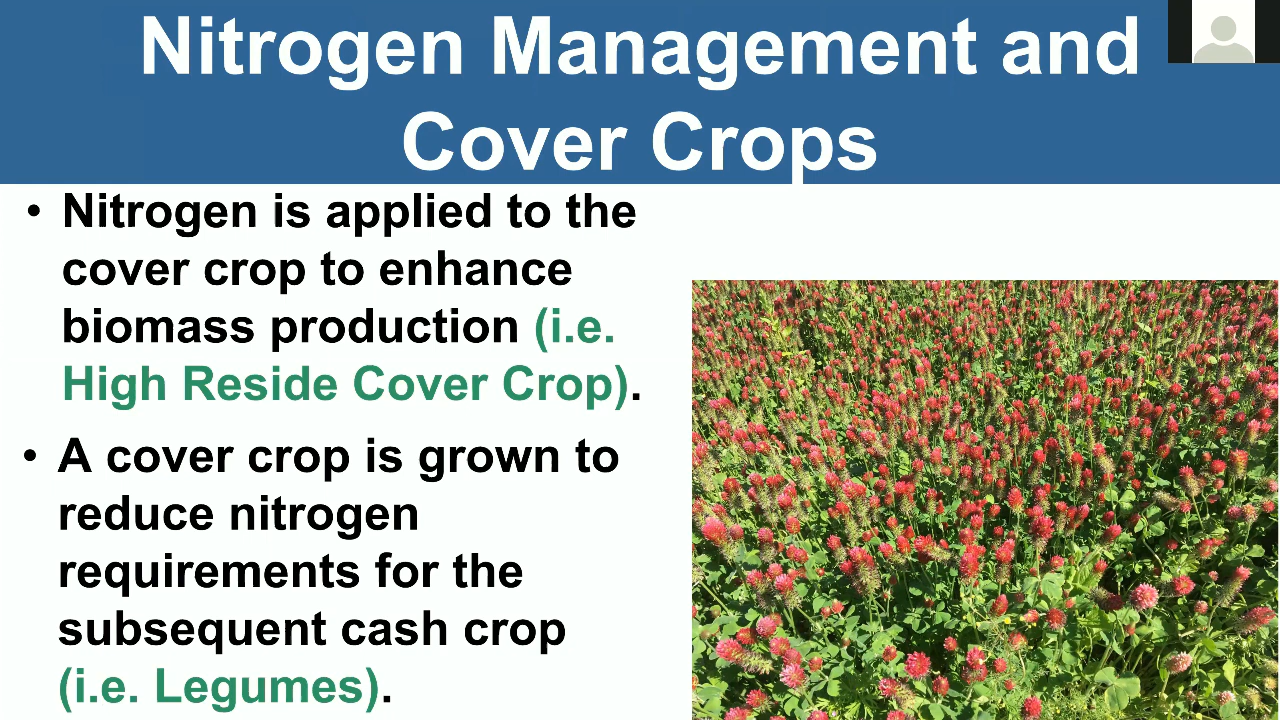 Nitrogen Management and
Cover Crops
• Nitrogen is applied to the
cover crop to enhance
biomass production (i.e.
High Reside Cover Crop).
• A cover crop is grown to
reduce nitrogen
requirements for the
subsequent cash crop
(i.e. Legumes).